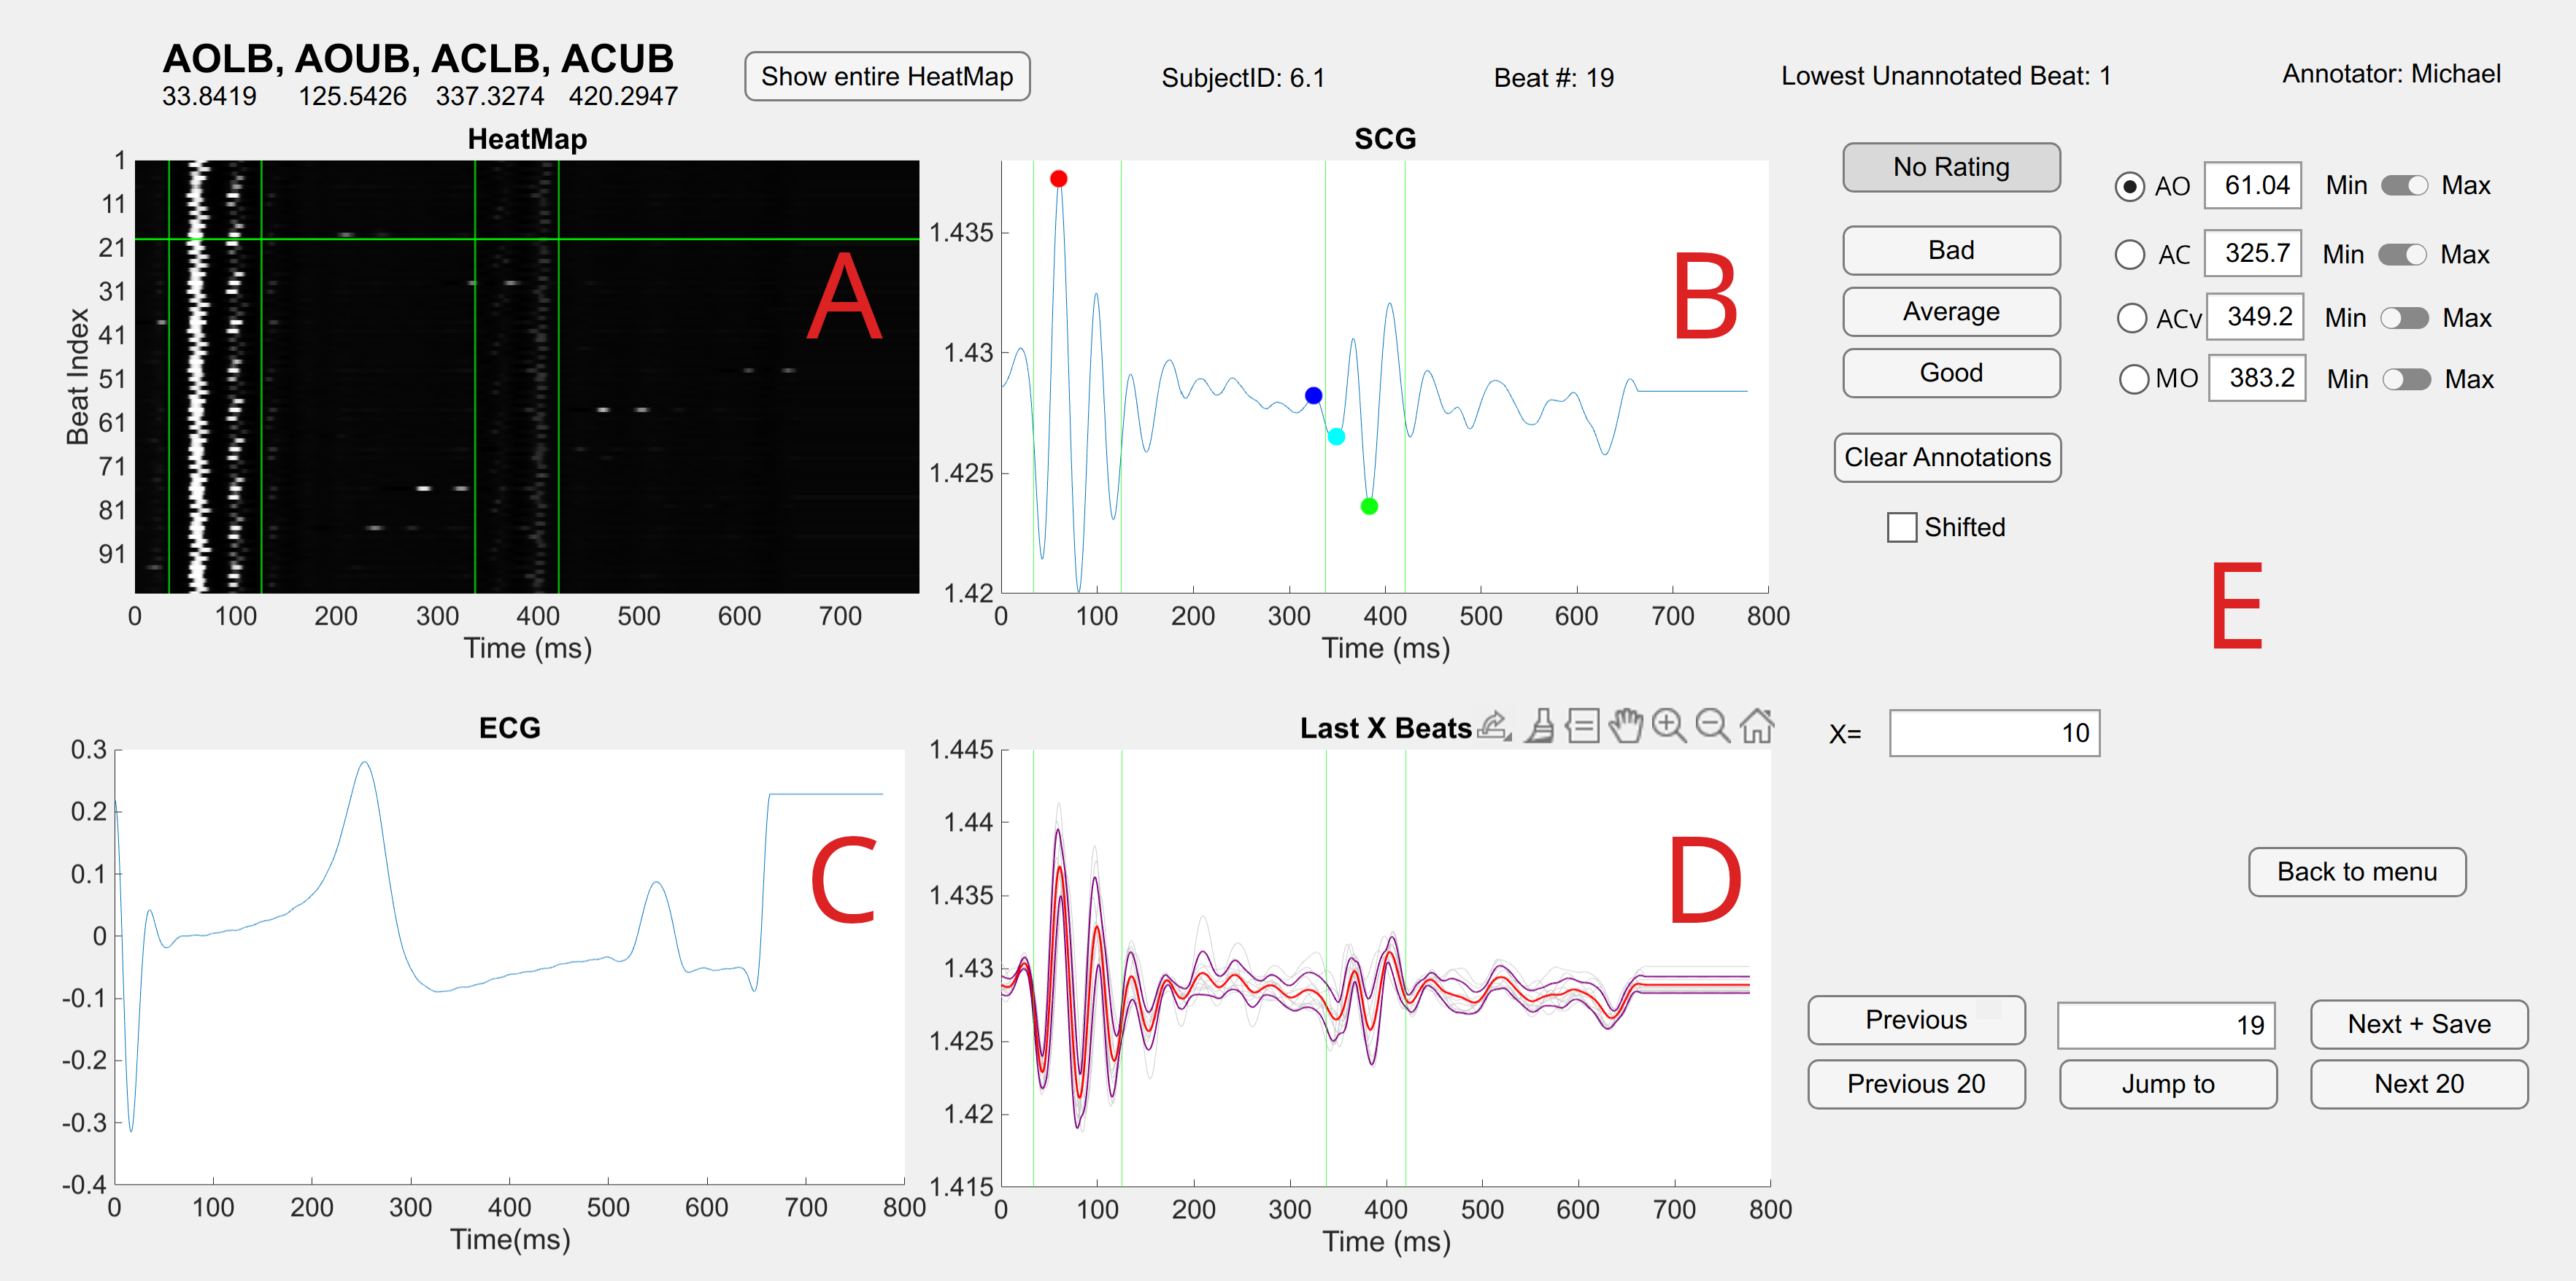 AOLB, AOUB, ACLB, ACUB
33.8419 125.5426 337.3274 420.2947
Show entire HeatMap
SubjectID: 6.1
Beat #: 19
Lowest Unannotated Beat: 1
Annotator: Michael
HeatMap
1
11
21
31
41
51
61
71
81
91
Beat Index
A
0 100 200 300 400 500 600 700
Time (ms)
SCG
1.435
1.43
1.425
1.42
B
0 100 200 300 400 500 600 700 800
Time (ms)
No Rating
Bad
Average
Good
Clear Annotations
Shifted
AO 61.04 Min Max
AC 325.7 Min Max
ACv 349.2 Min Max
MO 383.2 Min Max
E
ECG
0.3
0.2
0.1
0
-0.1
-0.2
-0.3
-0.4
C
0 100 200 300 400 500 600 700 800
Time(ms)
Last X Beats
1.445
1.44
1.435
1.43
1.425
1.42
1.415
D
0 100 200 300 400 500 600 700 800
Time (ms)
X= 10
Back to menu
Previous 19 Next + Save
Previous 20 Jump to Next 20